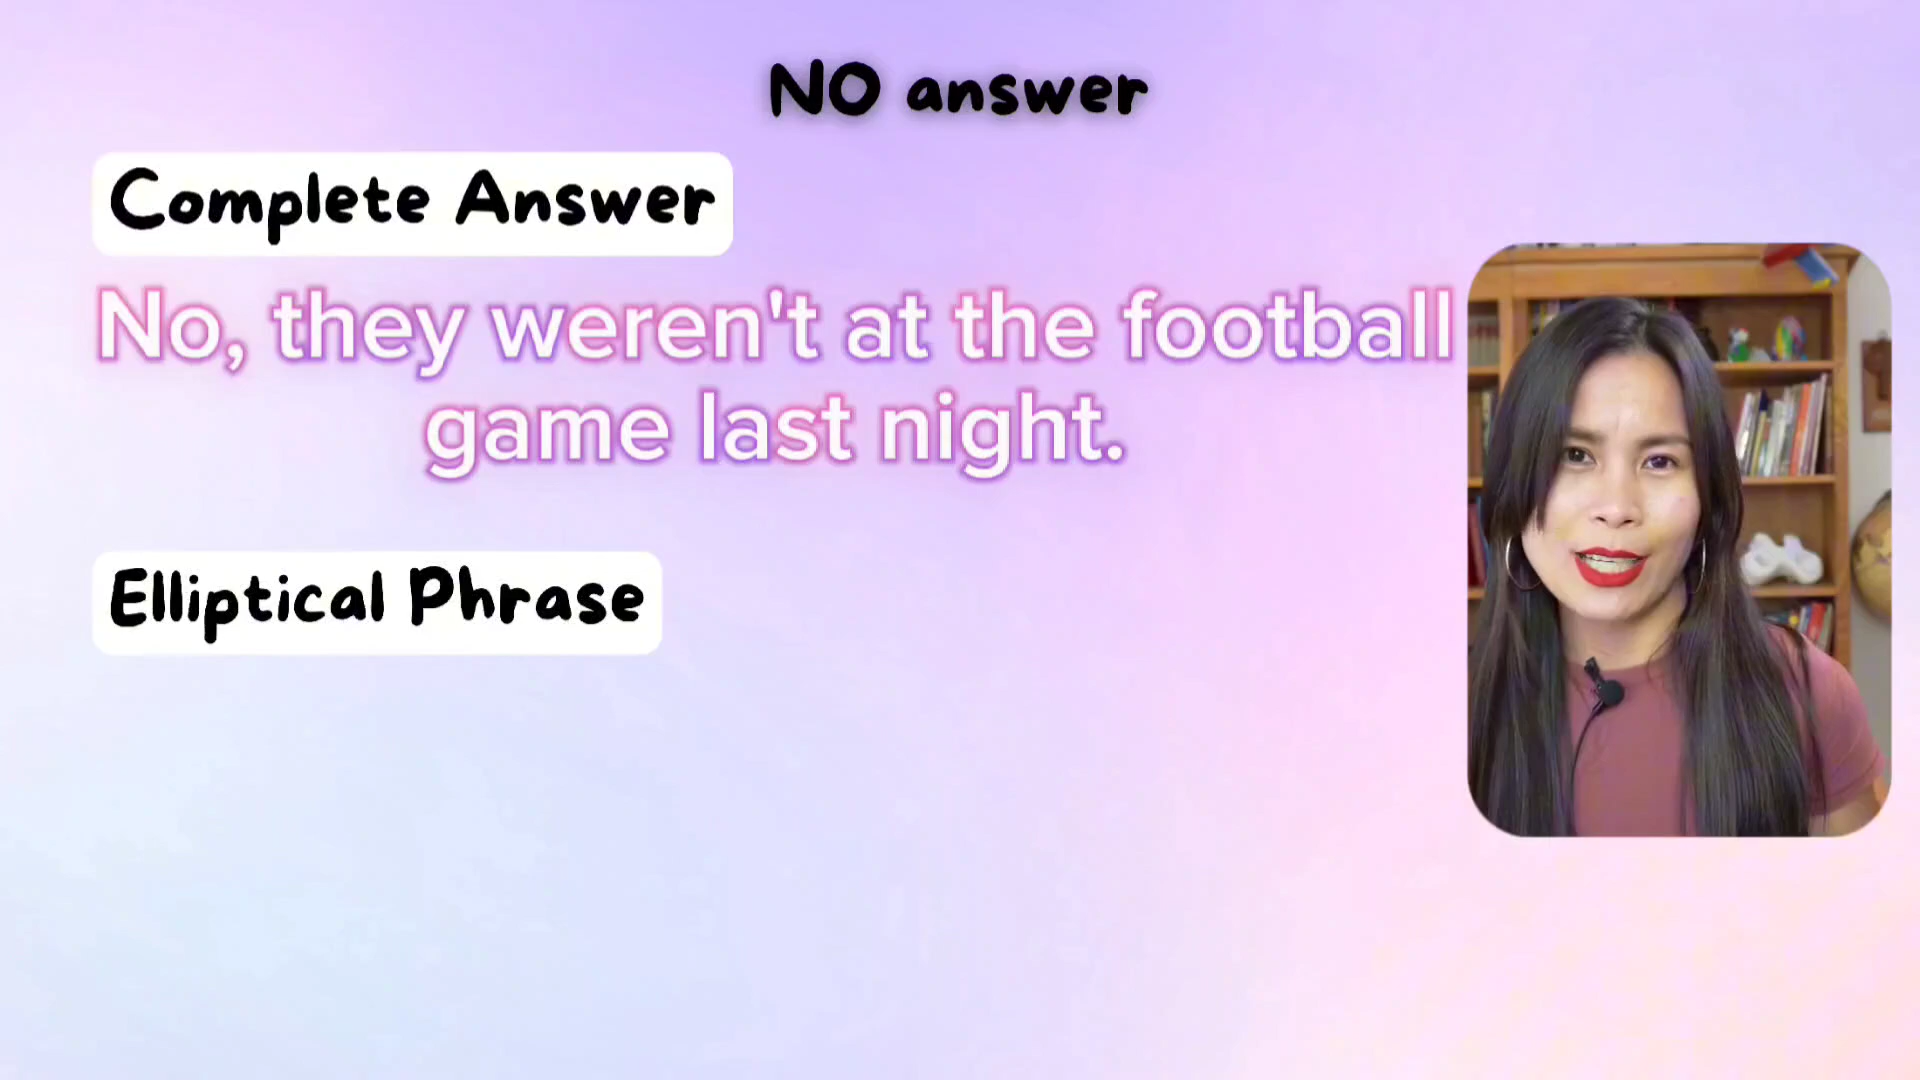 NO answer
Complete Answer
No, they weren't at the football
game last night.
Elliptical Phrase